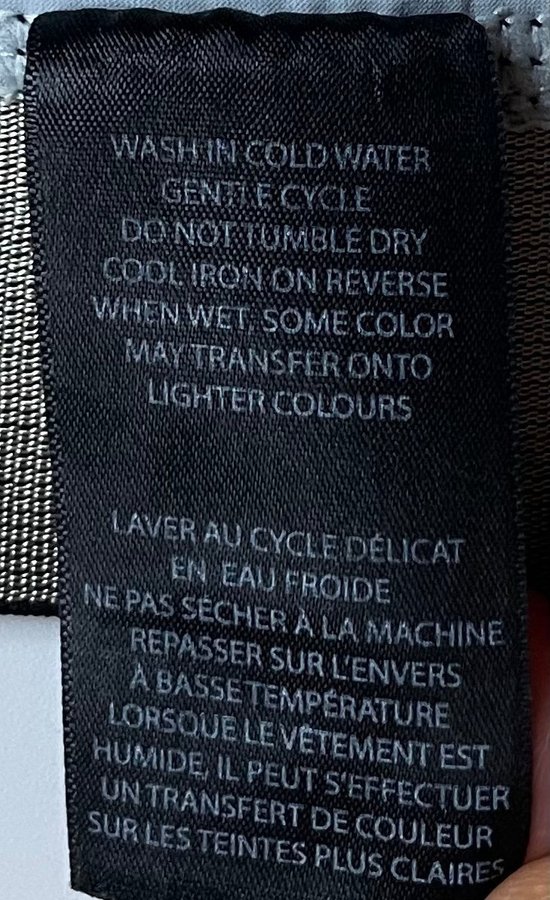 WASH IN COLD WATER
GENTLE CYCLE
DO NOT TUMBLE DRY
COOL IRON ON REVERSE
WHEN WET, SOME COLOR
MAY TRANSFER ONTO
LIGHTER COLOURS
LAVER AU CYCLE DÉLICAT
EN EAU FROIDE
NE PAS SÉCHER À LA MACHINE
REPASSER SUR L'ENVERS
À BASSE TEMPÉRATURE
LORSQUE LE VÊTEMENT EST
HUMIDE, IL PEUT S'EFFECTUER
UN TRANSFERT DE COULEUR
SUR LES TEINTES PLUS CLAIRES